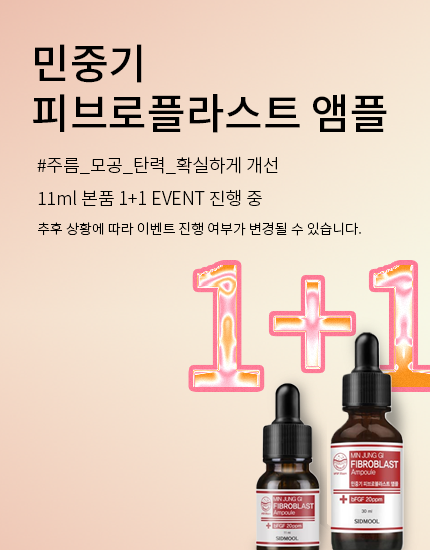 민중기
피브로플라스트 앰플
#주름_모공_탄력_확실하게 개선
11ml 본품 1+1 EVENT 진행 중
추후 상황에 따라 이벤트 진행 여부가 변경될 수 있습니다.
1+1
MIN JUNG GI
FIBROBLAST
Ampoule
bFGF 20ppm
SIDMOOL
MIN JUNG GI
FIBROBLAST
Ampoule
민중기 피브로플라스트 앰플
bFGF 20ppm
30 ml
SIDMOOL